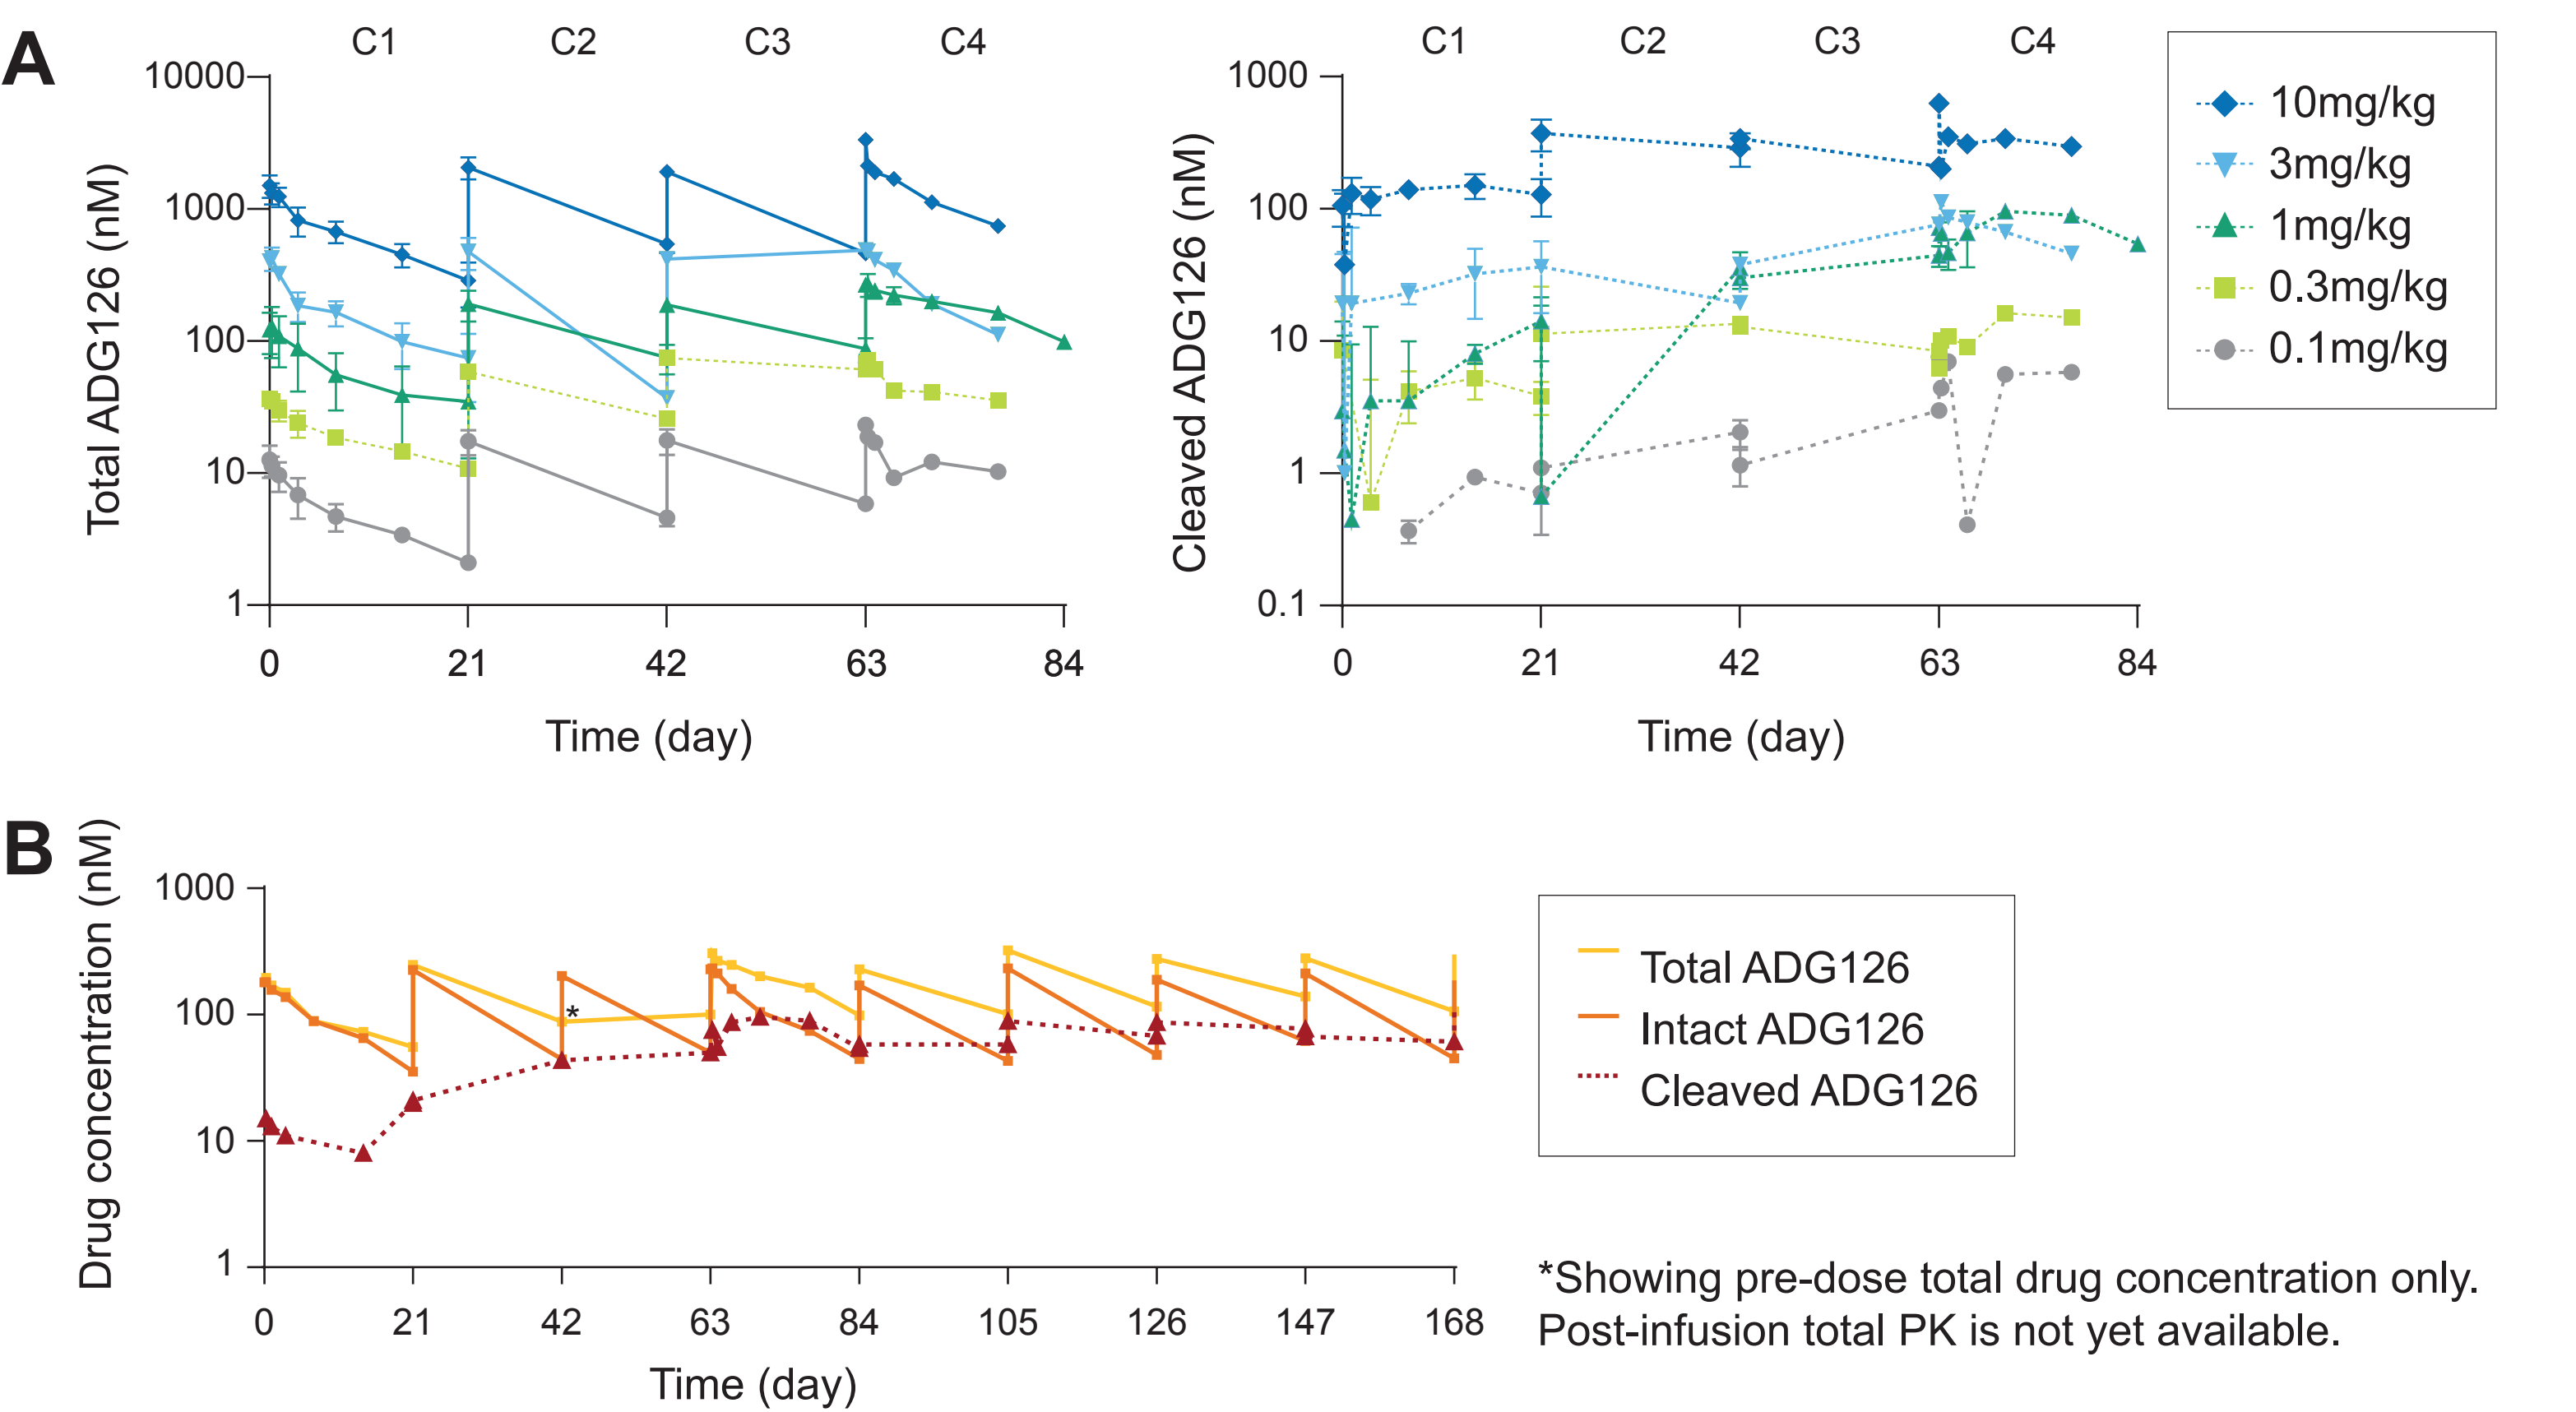 A
C1 C2 C3 C4
10000
1000
100
10
1
Total ADG126 (nM)
0 21 42 63 84
Time (day)
C1 C2 C3 C4
1000
100
10
1
0.1
Cleaved ADG126 (nM)
0 21 42 63 84
Time (day)
10mg/kg
3mg/kg
1mg/kg
0.3mg/kg
0.1mg/kg
B
1000
100
10
1
Drug concentration (nM)
*
0 21 42 63 84 105 126 147 168
Time (day)
Total ADG126
Intact ADG126
Cleaved ADG126
*Showing pre-dose total drug concentration only.
Post-infusion total PK is not yet available.